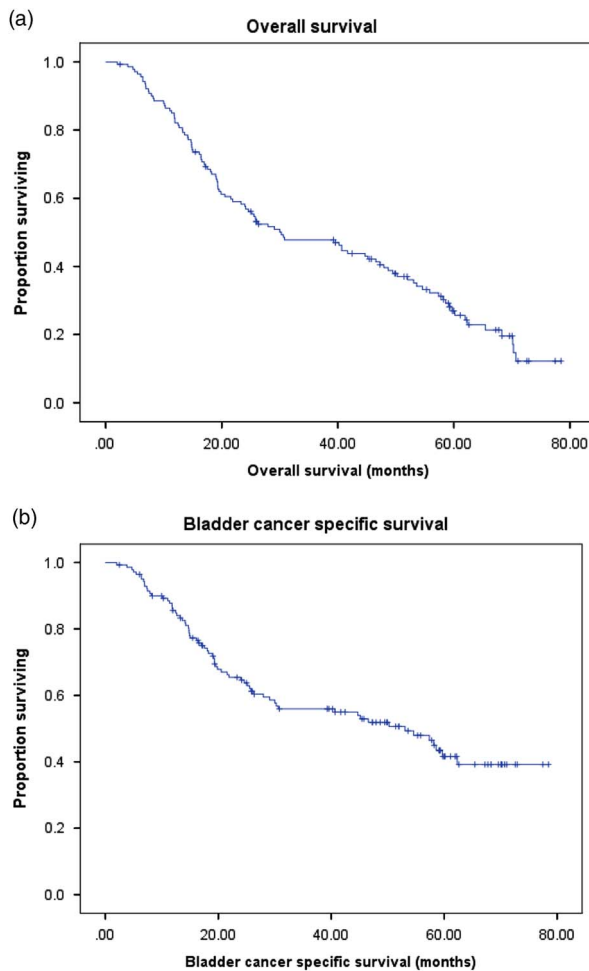 (a)
Overall survival
1.0
0.8
0.6
0.4
0.2
0.0
Proportion surviving
.00 20.00 40.00 60.00 80.00
Overall survival (months)
(b)
Bladder cancer specific survival
1.0
0.8
0.6
0.4
0.2
0.0
Proportion surviving
.00 20.00 40.00 60.00 80.00
Bladder cancer specific survival (months)